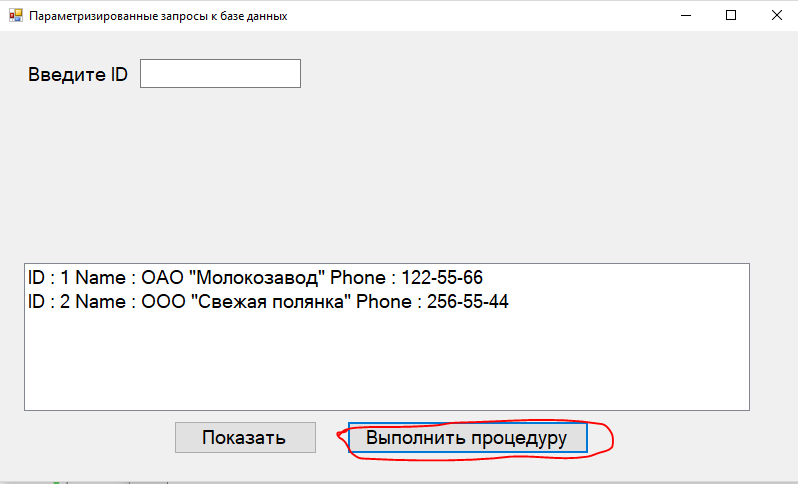 Параметризированные запросы к базе данных
Введите ID
ID : 1 Name : ОАО "Молокозавод" Phone : 122-55-66
ID : 2 Name : ООО "Свежая полянка" Phone : 256-55-44
Показать Выполнить процедуру